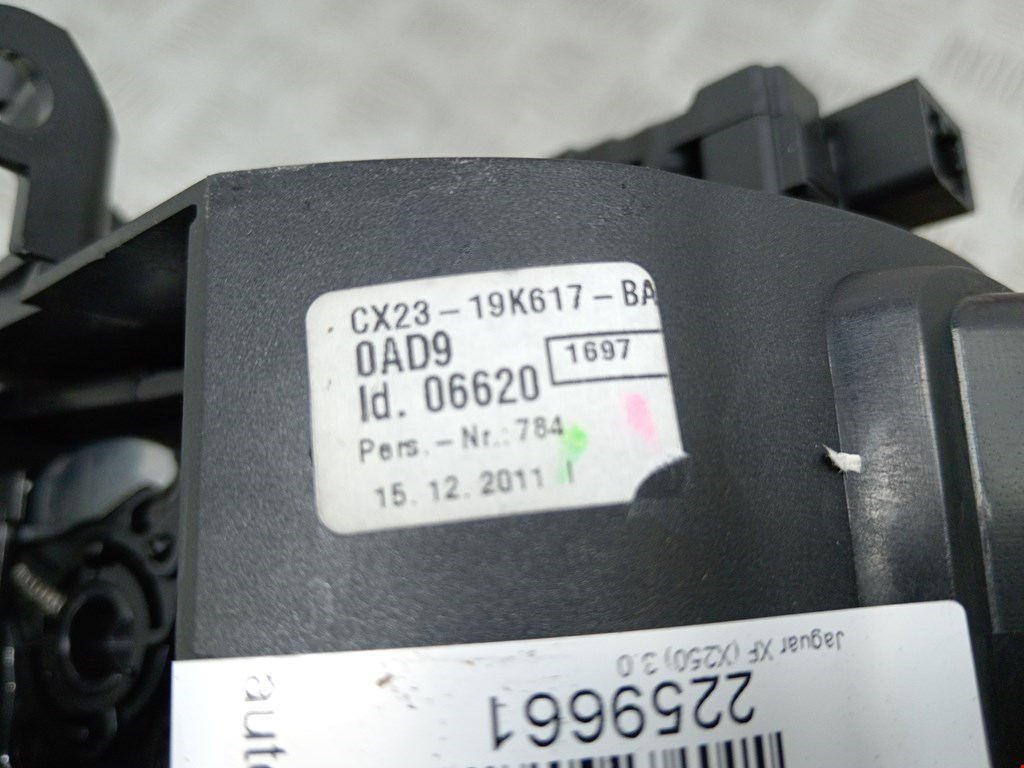 CX23-19K617-BA
0AD9
1697
Id. 06620
Pers.-Nr.: 784
15.12.2011
Jaguar XF (X250) 3.0
2259661
auto